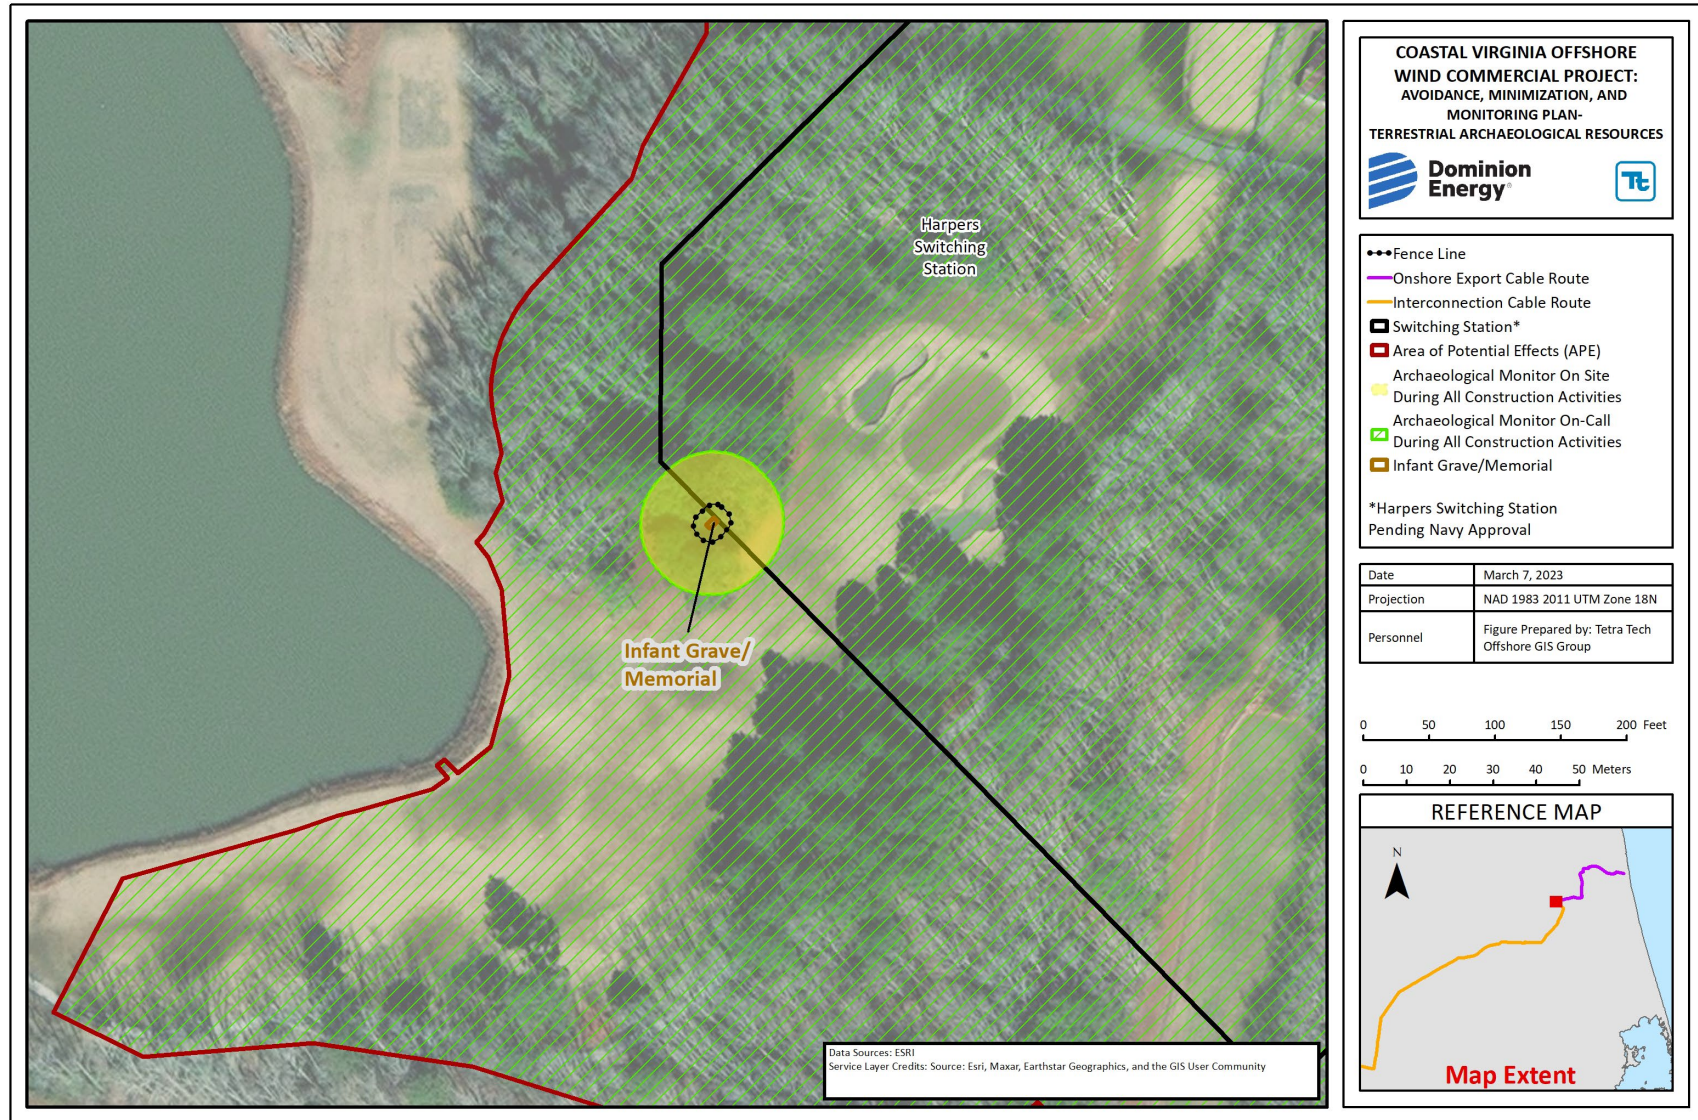 Harpers
Switching
Station
Infant Grave/
Memorial
Data Sources: ESRI
Service Layer Credits: Source: Esri, Maxar, Earthstar Geographics, and the GIS User Community
COASTAL VIRGINIA OFFSHORE
WIND COMMERCIAL PROJECT:
AVOIDANCE, MINIMIZATION, AND
MONITORING PLAN-
TERRESTRIAL ARCHAEOLOGICAL RESOURCES
Dominion
Energy®
Tt
Fence Line
Onshore Export Cable Route
Interconnection Cable Route
Switching Station*
Area of Potential Effects (APE)
Archaeological Monitor On Site
During All Construction Activities
Archaeological Monitor On-Call
During All Construction Activities
Infant Grave/Memorial
*Harpers Switching Station
Pending Navy Approval
Date March 7, 2023
Projection NAD 1983 2011 UTM Zone 18N
Personnel Figure Prepared by: Tetra Tech
Offshore GIS Group
0 50 100 150 200 Feet
0 10 20 30 40 50 Meters
REFERENCE MAP
N
Map Extent